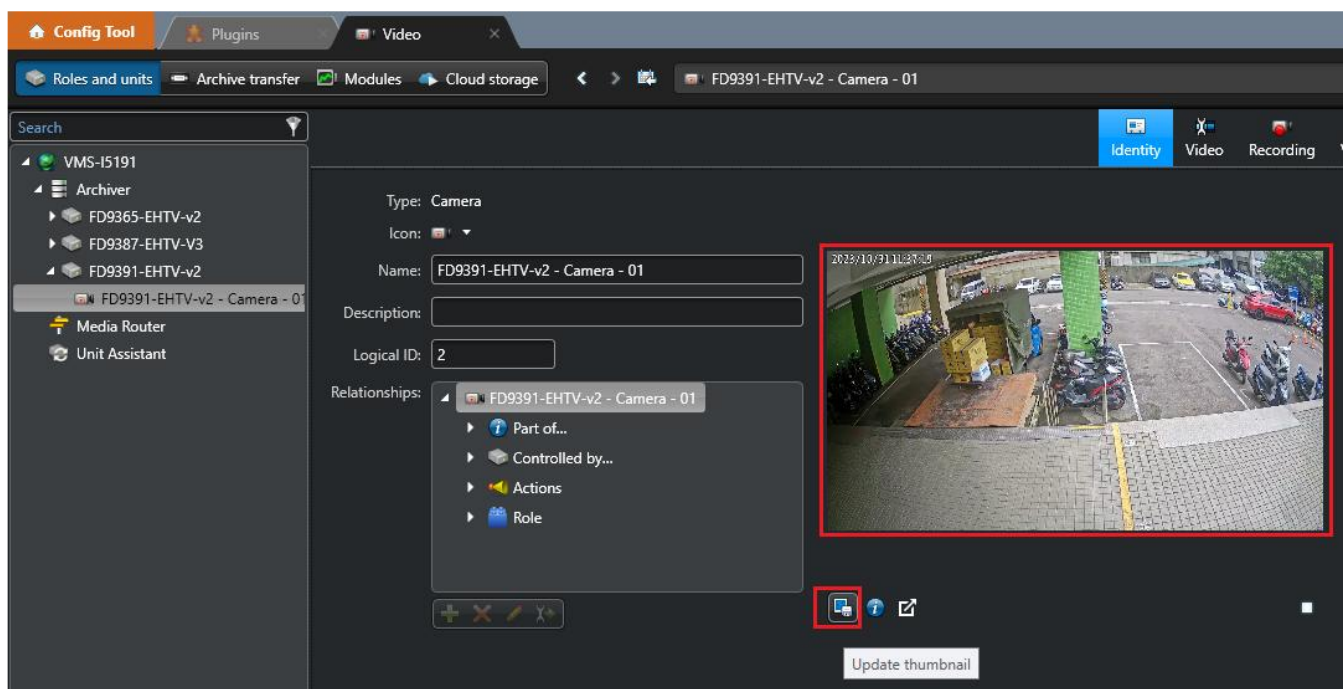 Config Tool
Plugins
Video
Roles and units
Archive transfer
Modules
Cloud storage
FD9391-EHTV-v2 - Camera - 01
Search
Identity
Video
Recording
VMS-I5191
Archiver
FD9365-EHTV-v2
FD9387-EHTV-V3
FD9391-EHTV-v2
FD9391-EHTV-v2 - Camera - 01
Media Router
Unit Assistant
Type: Camera
Icon:
Name: FD9391-EHTV-v2 - Camera - 01
Description:
Logical ID: 2
Relationships:
FD9391-EHTV-v2 - Camera - 01
Part of...
Controlled by...
Actions
Role
Update thumbnail